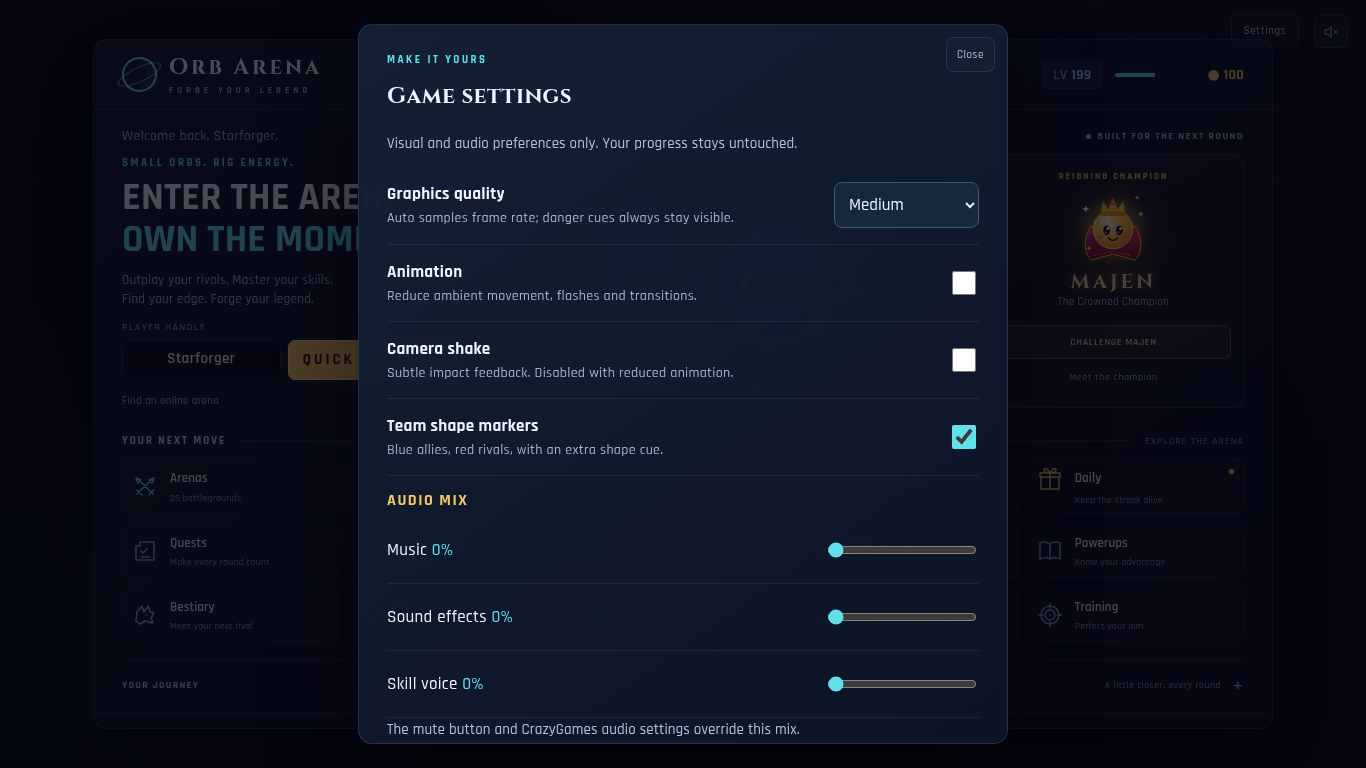 Settings
ORB ARENA
FORGE YOUR LEGEND
LV 199
100
Welcome back, Starforger.
SMALL ORBS. BIG ENERGY.
ENTER THE AREN
OWN THE MOM
Outplay your rivals. Master your skills.
Find your edge. Forge your legend.
PLAYER HANDLE
Starforger
QUICK
Find an online arena
YOUR NEXT MOVE
Arenas
25 battlegrounds
Quests
Make every round count
Bestiary
Meet your next rival
YOUR JOURNEY
MAKE IT YOURS
Close
GAME SETTINGS
Visual and audio preferences only. Your progress stays untouched.
Graphics quality
Medium
Auto samples frame rate; danger cues always stay visible.
Animation
Reduce ambient movement, flashes and transitions.
Camera shake
Subtle impact feedback. Disabled with reduced animation.
Team shape markers
Blue allies, red rivals, with an extra shape cue.
AUDIO MIX
Music 0%
Sound effects 0%
Skill voice 0%
The mute button and CrazyGames audio settings override this mix.
BUILT FOR THE NEXT ROUND
REIGNING CHAMPION
MAJEN
The Crowned Champion
CHALLENGE MAJEN
Meet the champion
EXPLORE THE ARENA
Daily
Keep the streak alive
Powerups
Know your advantage
Training
Perfect your aim
A little closer, every round +